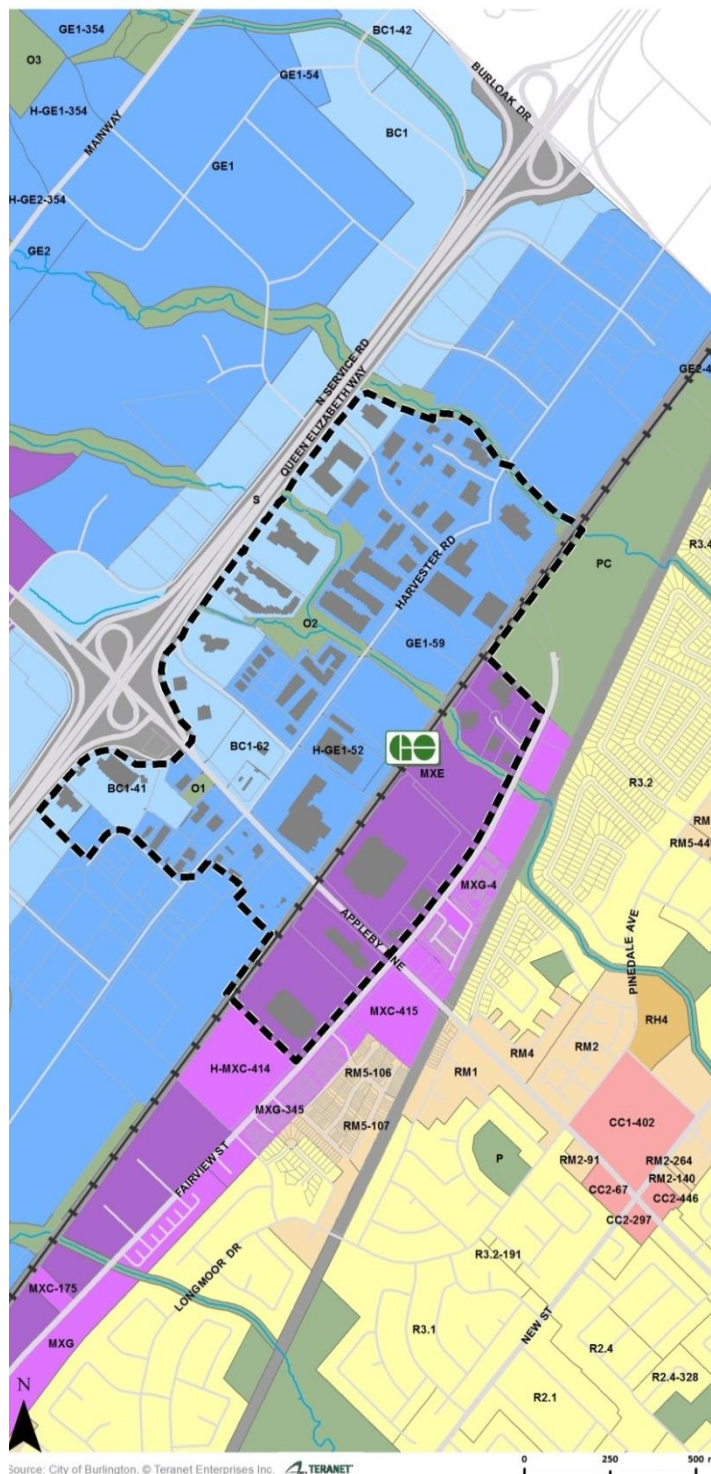 GE1-354
BC1-42
O3
GE1-54
BURLOAK DR
H-GE1-354
MAINWAY
BC1
GE1
H-GE2-354
GE2
N SERVICE RD
QUEEN ELIZABETH WAY
S
HARVESTER RD
PC
R3.4
O2
GE1-59
BC1-62
H-GE1-52
GO
MXE
R3.2
BC1-41
O1
RM5-44
MXG-4
APPLEBY LINE
PINEDALE AVE
MXC-415
RH4
RM4
RM2
H-MXC-414
RM5-106
RM1
MXG-345
CC1-402
RM5-107
FAIRVIEW ST
P
RM2-91
RM2-264
RM2-140
CC2-67
CC2-446
CC2-297
R3.2-191
LONGMOOR DR
MXC-175
R3.1
NEW ST
MXG
R2.4
R2.4-328
R2.1
N
Source: City of Burlington, © Teranet Enterprises Inc. TERANET
0 250 500